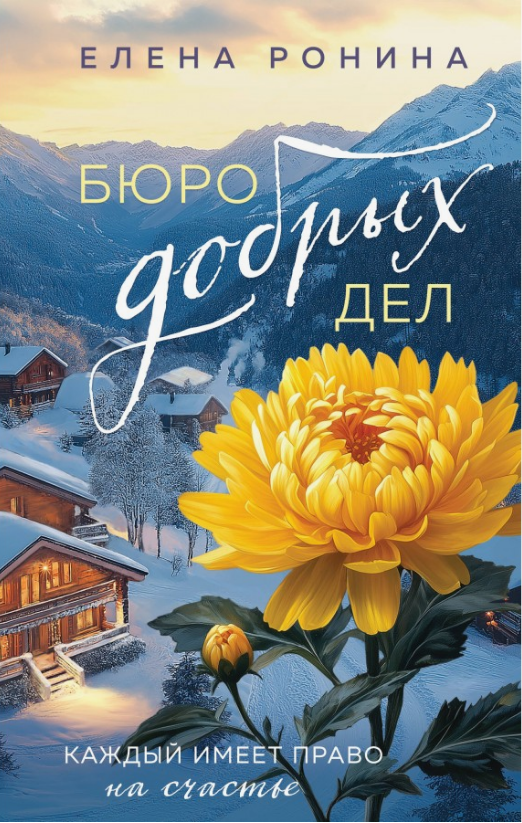 ЕЛЕНА РОНИНА
БЮРО
добрых
ДЕЛ
КАЖДЫЙ ИМЕЕТ ПРАВО
на счастье